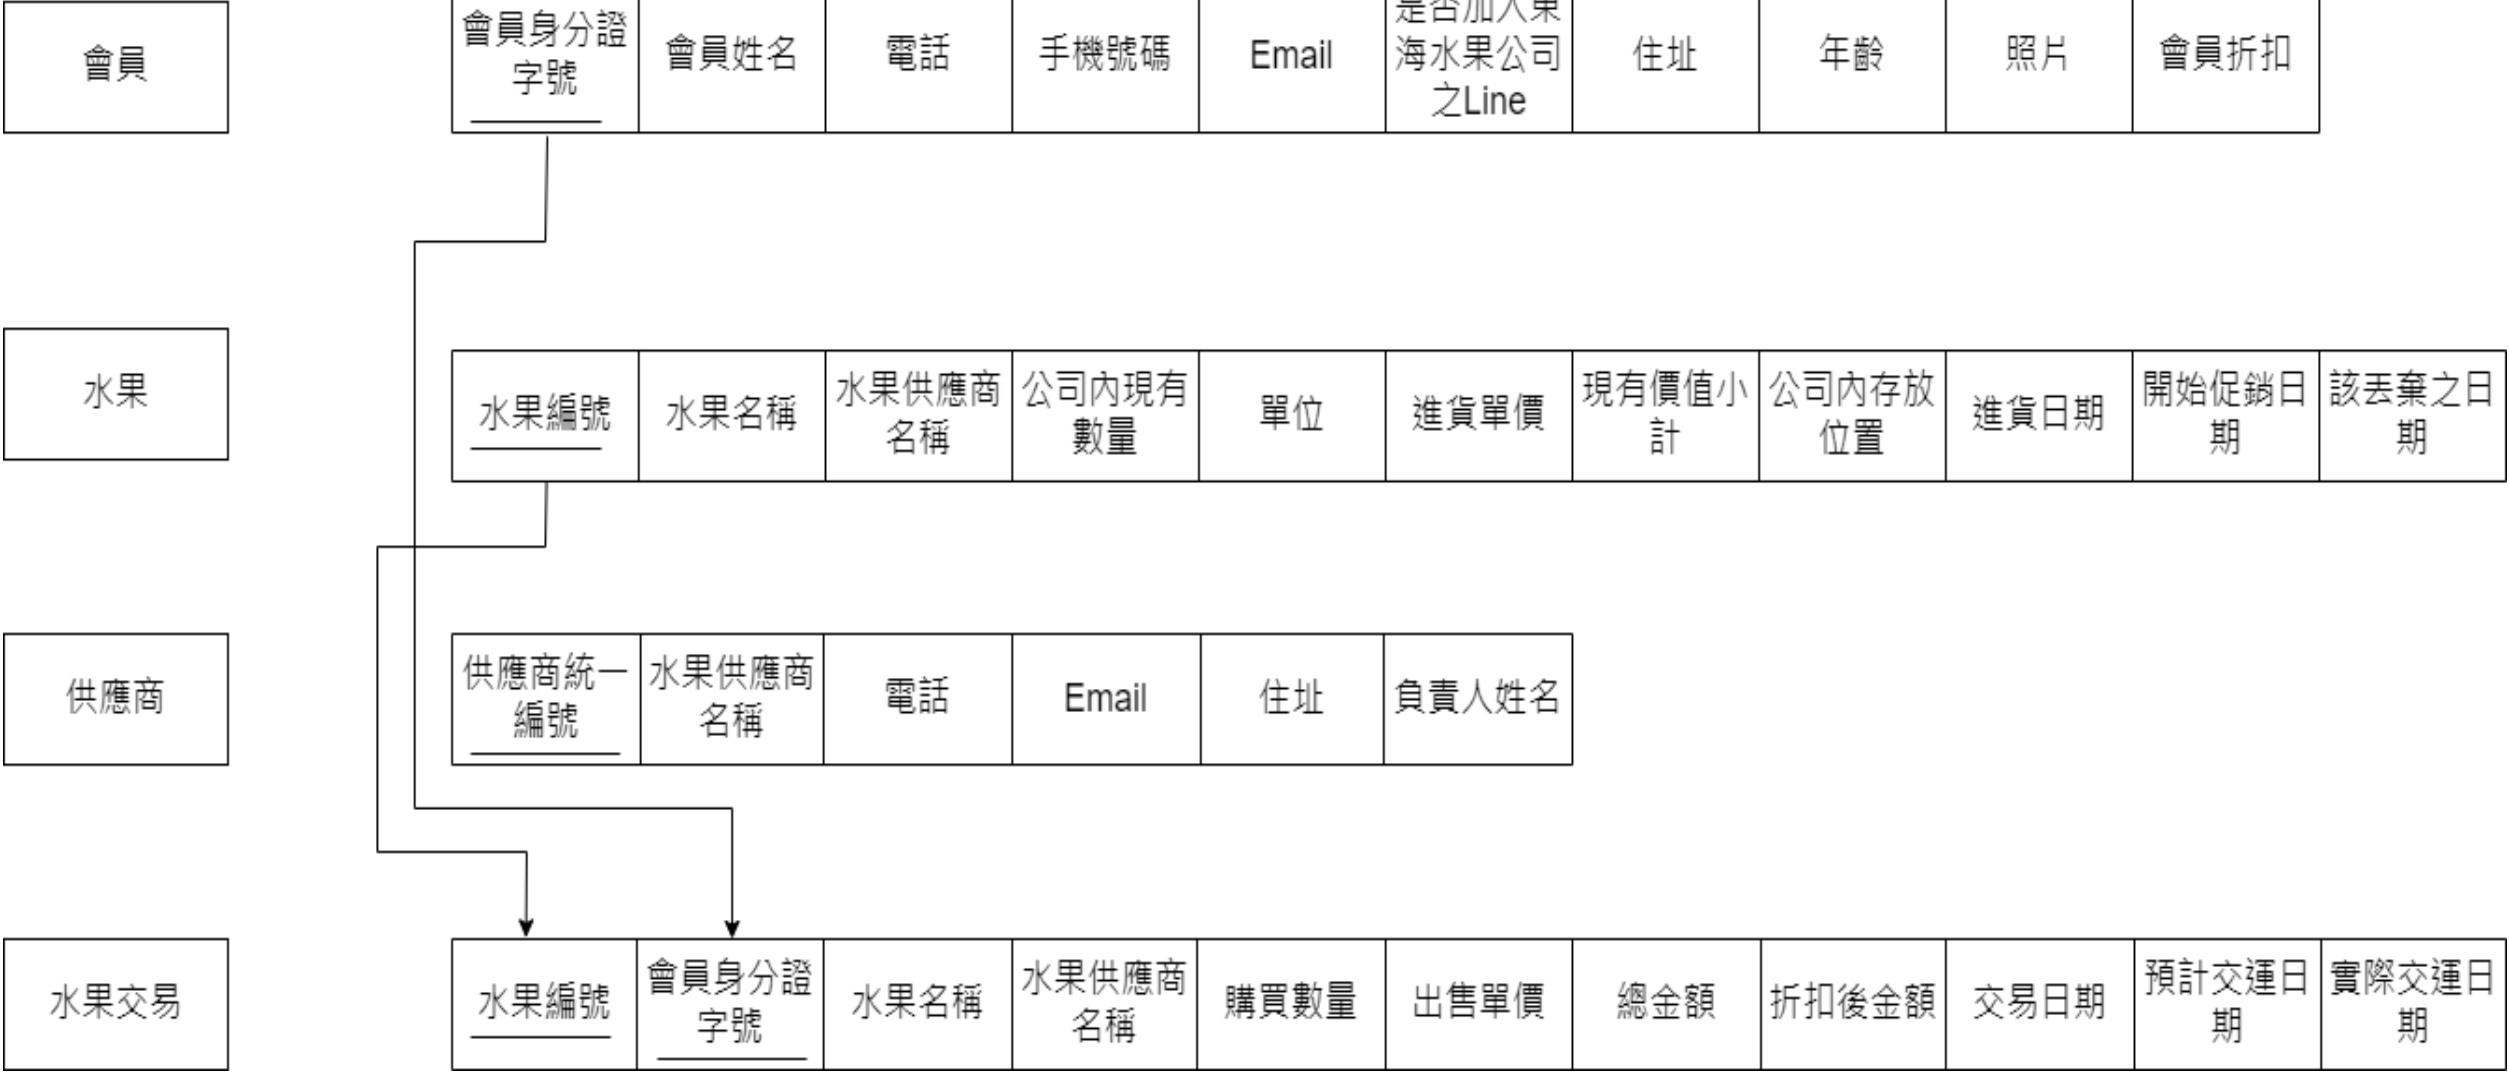 會員
會員身分證
字號
會員姓名
電話
手機號碼
Email
是否加入東
海水果公司
之Line
住址
年齡
照片
會員折扣
水果
水果編號
水果名稱
水果供應商
名稱
公司內現有
數量
單位
進貨單價
現有價值小
計
公司內存放
位置
進貨日期
開始促銷日
期
該丟棄之日
期
供應商
供應商統一
編號
水果供應商
名稱
電話
Email
住址
負責人姓名
水果交易
水果編號
會員身分證
字號
水果名稱
水果供應商
名稱
購買數量
出售單價
總金額
折扣後金額
交易日期
預計交運日
期
實際交運日
期